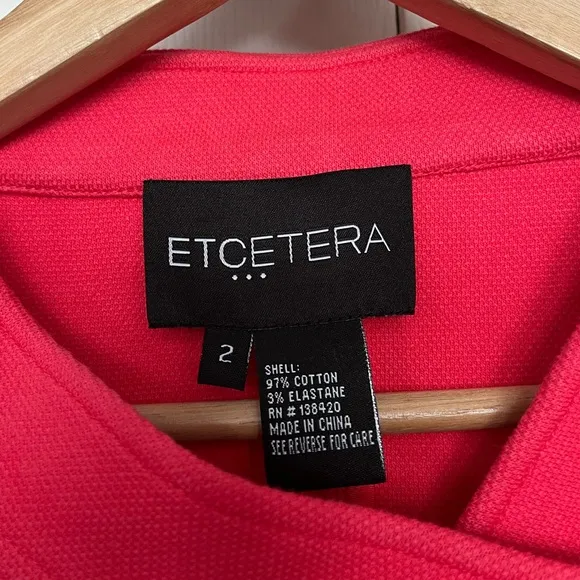 ETCETERA
...
2
SHELL:
97% COTTON
3% ELASTANE
RN # 138420
MADE IN CHINA
SEE REVERSE FOR CARE